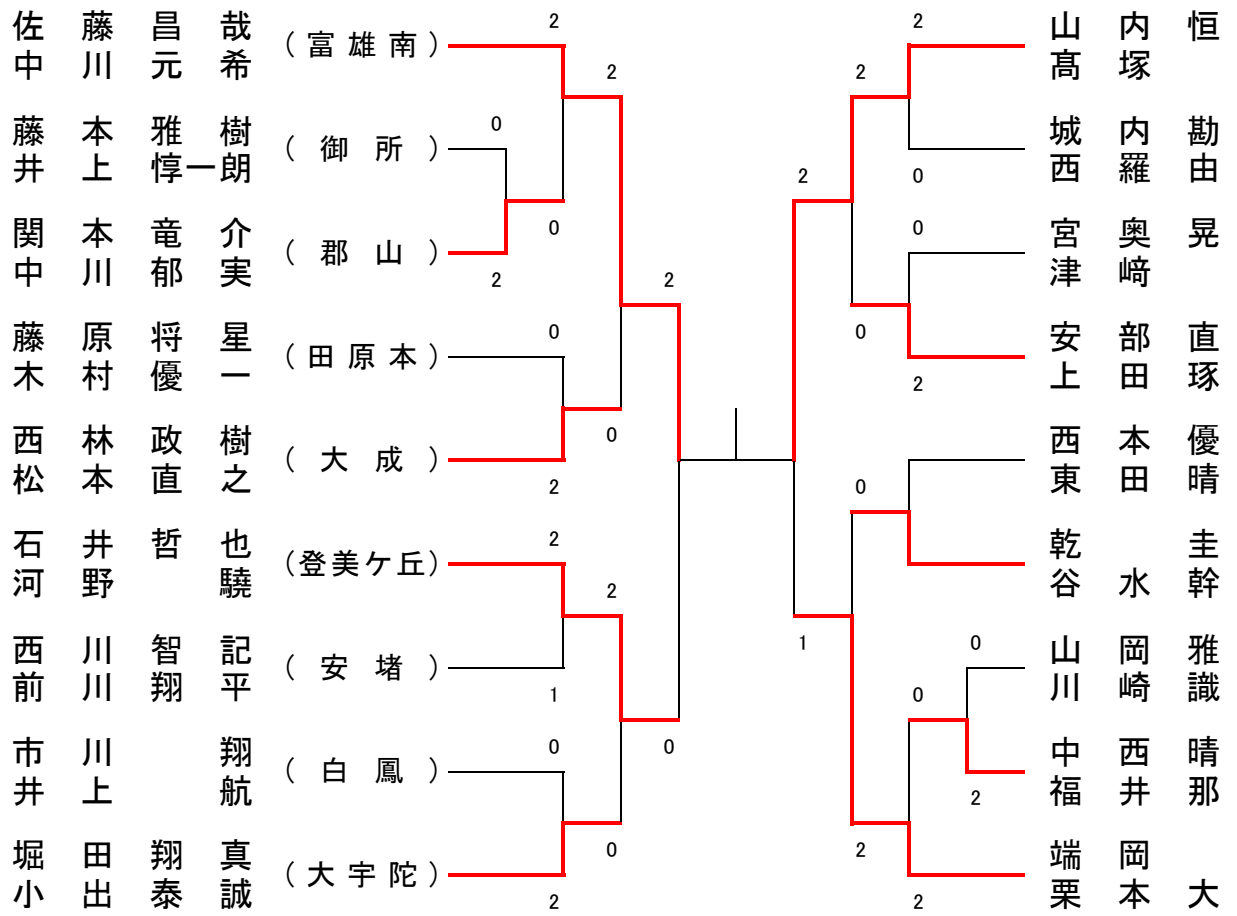 佐藤昌哉
中川元希
(富雄南)
藤本雅樹
井上惇一朗
(御所)
関本竜介
中川郁実
(郡山)
藤原将星
木村優一
(田原本)
西林政樹
松本直之
(大成)
石井哲也
河野驍
(登美ケ丘)
西川智記
前川翔平
(安堵)
市川翔
井上航
(白鳳)
堀田翔真
小出泰誠
(大宇陀)
2
2
0
0
2
2
0
0
2
2
2
1
0
0
0
2
2
2
0
2
0
0
2
0
1
0
0
2
2
2
山内恒
髙塚
城内勘
西羅由
宮奥晃
津﨑
安部直
上田琢
西本優
東田晴
乾圭
谷水幹
山岡雅
川崎識
中西晴
福井那
端岡
栗本大